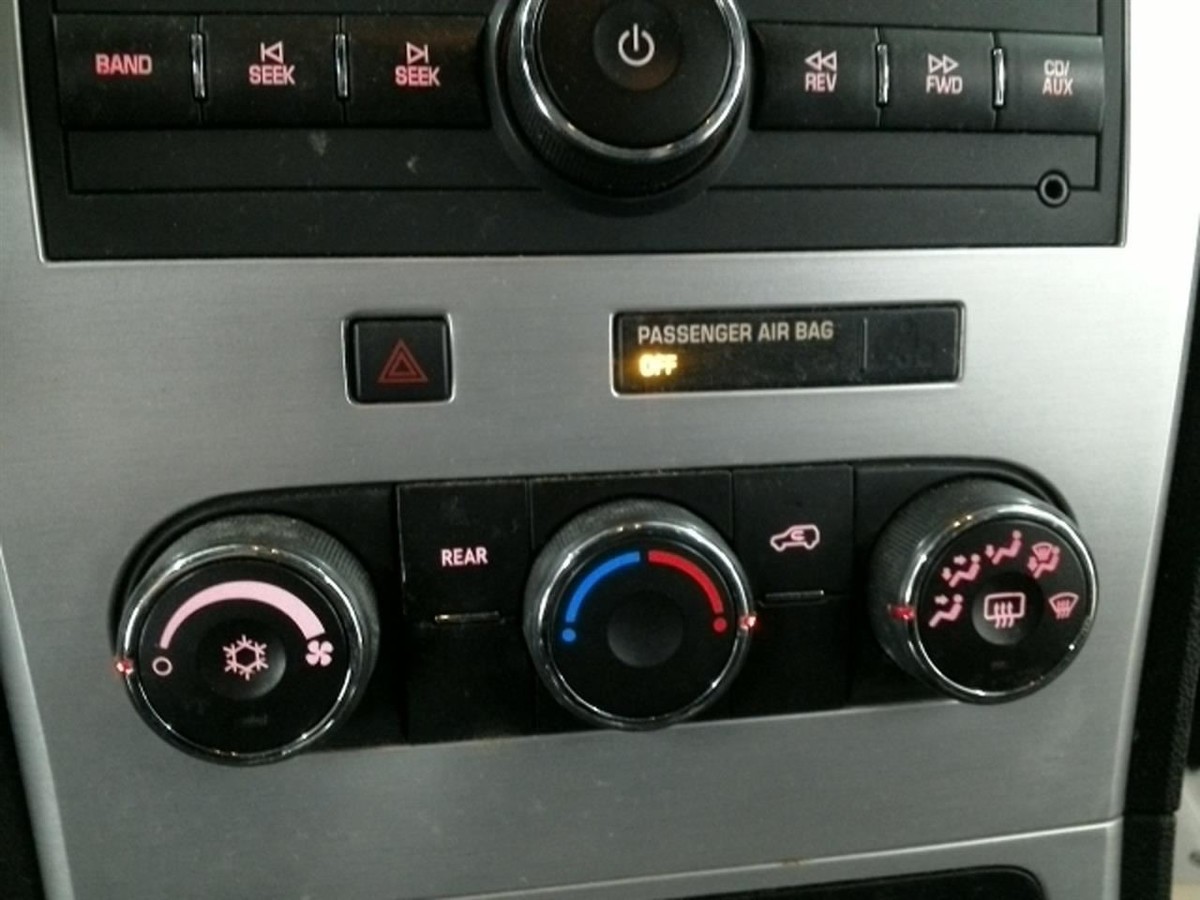 BAND
SEEK
SEEK
REV
FWD
CD/
AUX
PASSENGER AIR BAG
OFF
REAR